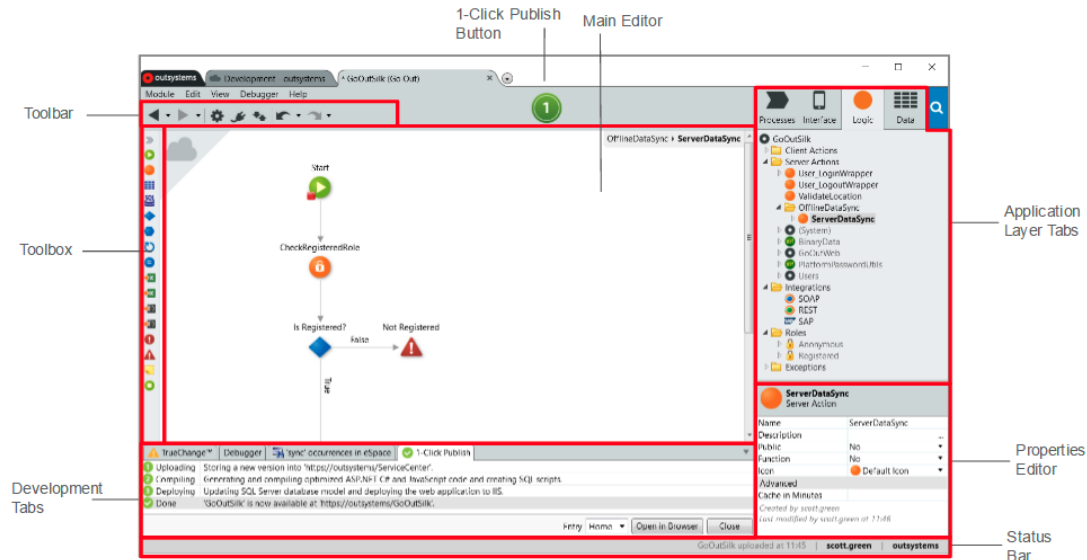 1-Click Publish
Button
Main Editor
Toolbar
Toolbox
Development
Tabs
Application
Layer Tabs
Properties
Editor
Status
Bar
outsystems
Development - outsystems
* GoOutSilk (Go Out)
Module Edit View Debugger Help
1
Processes Interface Logic Data
OfflineDataSync ▸ ServerDataSync
Start
CheckRegisteredRole
Is Registered?
Not Registered
False
True
GoOutSilk
Client Actions
Server Actions
User_LoginWrapper
User_LogoutWrapper
ValidateLocation
OfflineDataSync
ServerDataSync
(System)
BinaryData
GoOutWeb
PlatformPasswordUtils
Users
Integrations
SOAP
REST
SAP
Roles
Anonymous
Registered
Exceptions
ServerDataSync
Server Action
Name ServerDataSync
Description ...
Public No
Function No
Icon Default Icon
Advanced
Cache in Minutes
Created by scott.green
Last modified by scott.green at 11:46
TrueChange™ Debugger 'sync' occurrences in eSpace 1-Click Publish
1 Uploading Storing a new version into 'https://outsystems/ServiceCenter'.
2 Compiling Generating and compiling optimized ASP.NET C# and JavaScript code and creating SQL scripts.
3 Deploying Updating SQL Server database model and deploying the web application to IIS.
Done 'GoOutSilk' is now available at 'https://outsystems/GoOutSilk'.
Entry Home Open in Browser Close
GoOutSilk uploaded at 11:45 | scott.green | outsystems